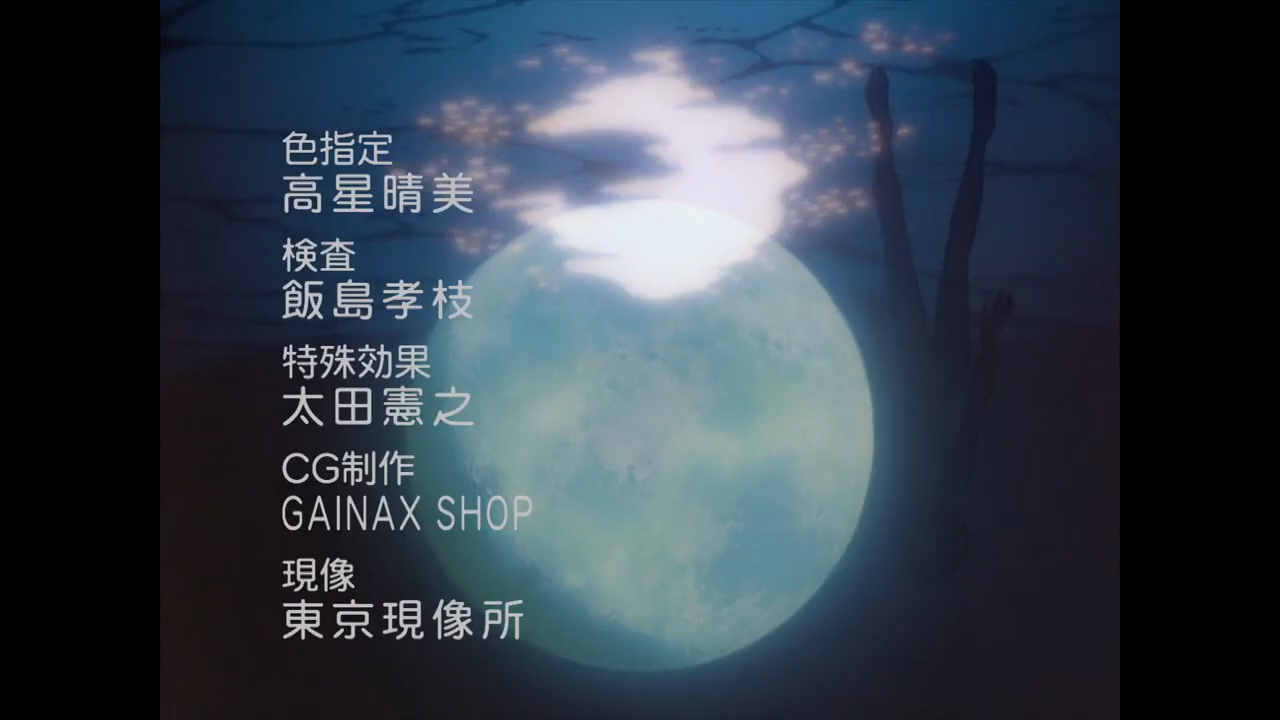 色指定
高星晴美
検査
飯島孝枝
特殊効果
太田憲之
CG制作
GAINAX SHOP
現像
東京現像所